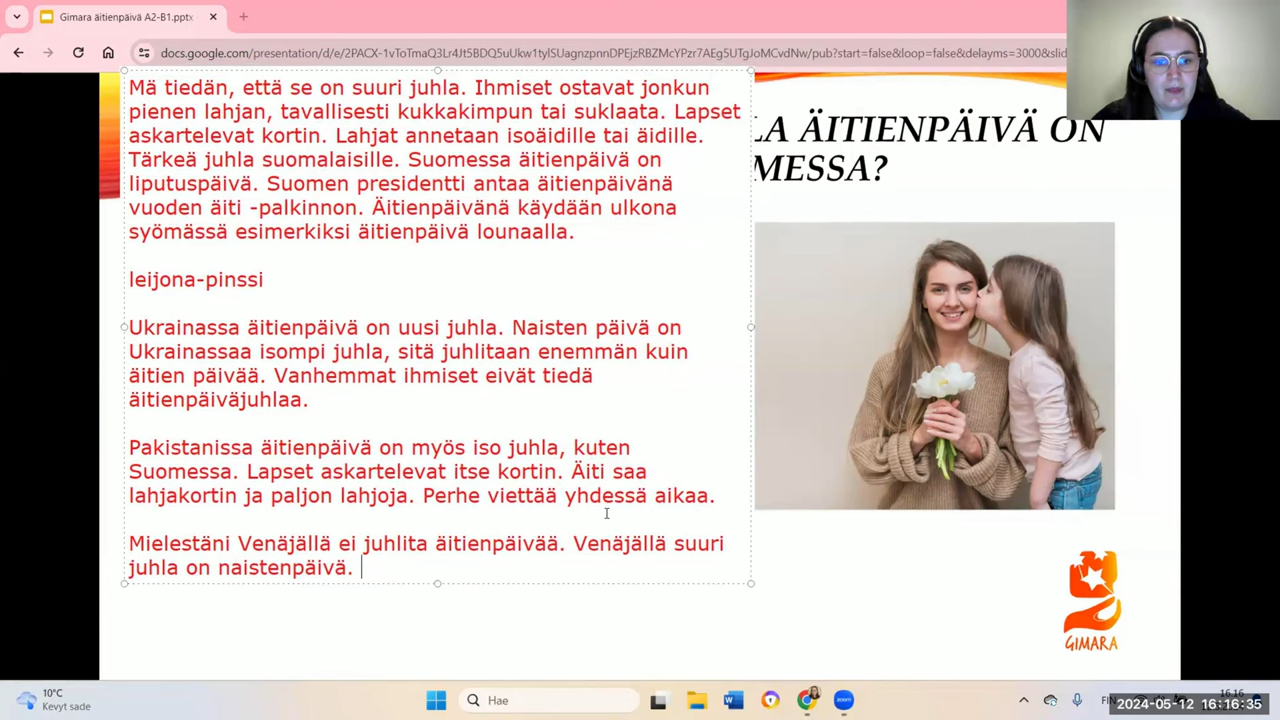 Gimara äitienpäivä A2-B1.pptx
docs.google.com/presentation/d/e/2PACX-1vToTmaQ3Lr4Jt5BDQ5uUkw1tylSUagnzpnnDPEjzRBZMcYPzr7AEg5UTgJoMCvdNw/pub?start=false&loop=false&delayms=3000&slid
Mä tiedän, että se on suuri juhla. Ihmiset ostavat jonkun
pienen lahjan, tavallisesti kukkakimpun tai suklaata. Lapset
askartelevat kortin. Lahjat annetaan isoäidille tai äidille.
Tärkeä juhla suomalaisille. Suomessa äitienpäivä on
liputuspäivä. Suomen presidentti antaa äitienpäivänä
vuoden äiti -palkinnon. Äitienpäivänä käydään ulkona
syömässä esimerkiksi äitienpäivä lounaalla.
leijona-pinssi
Ukrainassa äitienpäivä on uusi juhla. Naisten päivä on
Ukrainassaa isompi juhla, sitä juhlitaan enemmän kuin
äitien päivää. Vanhemmat ihmiset eivät tiedä
äitienpäiväjuhlaa.
Pakistanissa äitienpäivä on myös iso juhla, kuten
Suomessa. Lapset askartelevat itse kortin. Äiti saa
lahjakortin ja paljon lahjoja. Perhe viettää yhdessä aikaa.
Mielestäni Venäjällä ei juhlita äitienpäivää. Venäjällä suuri
juhla on naistenpäivä.
LA ÄITIENPÄIVÄ ON
MESSA?
GIMARA
10°C
Kevyt sade
Hae
FIN
16.16
2024-05-12 16:16:35